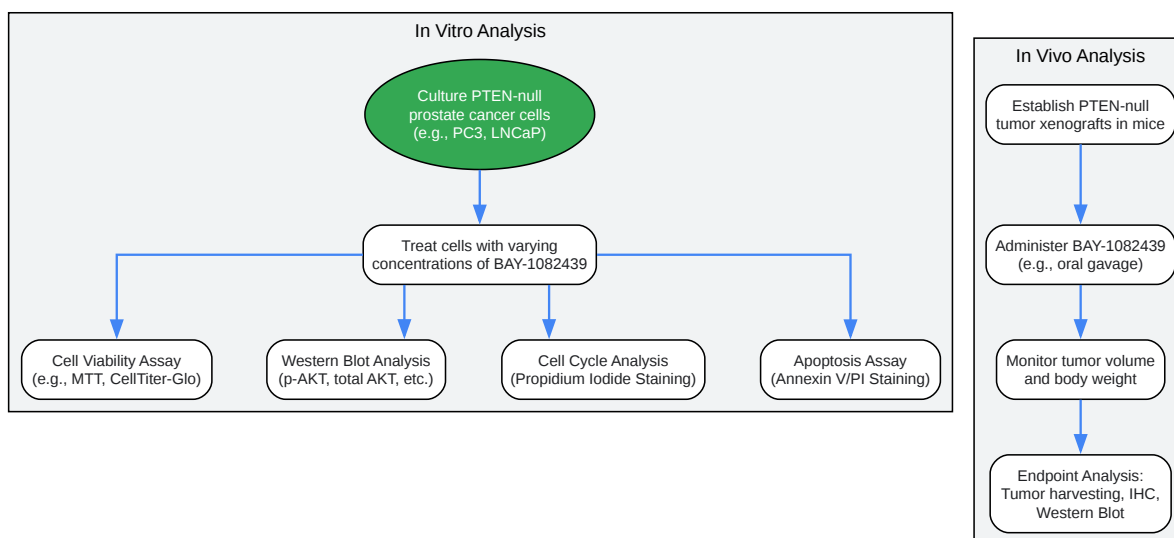 In Vitro Analysis
Culture PTEN-null
prostate cancer cells
(e.g., PC3, LNCaP)
Treat cells with varying
concentrations of BAY-1082439
Cell Viability Assay
(e.g., MTT, CellTiter-Glo)
Western Blot Analysis
(p-AKT, total AKT, etc.)
Cell Cycle Analysis
(Propidium Iodide Staining)
Apoptosis Assay
(Annexin V/PI Staining)
In Vivo Analysis
Establish PTEN-null
tumor xenografts in mice
Administer BAY-1082439
(e.g., oral gavage)
Monitor tumor volume
and body weight
Endpoint Analysis:
Tumor harvesting, IHC,
Western Blot